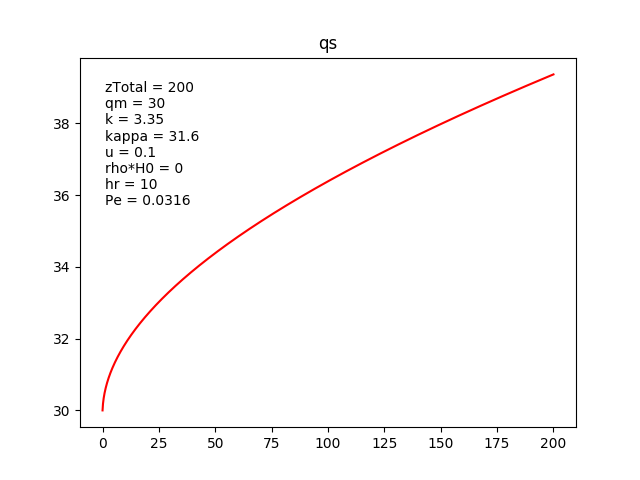 qs
zTotal = 200
qm = 30
k = 3.35
kappa = 31.6
u = 0.1
rho*H0 = 0
hr = 10
Pe = 0.0316
38
36
34
32
30
0 25 50 75 100 125 150 175 200